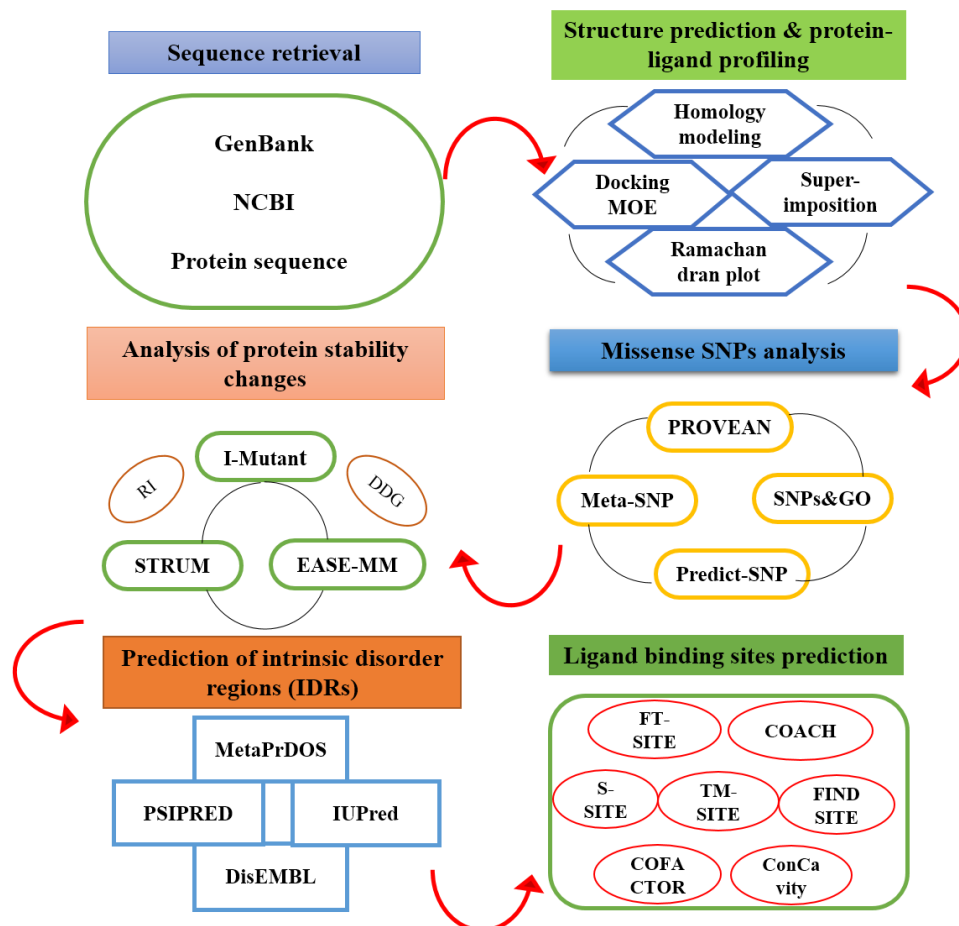 Sequence retrieval
GenBank
NCBI
Protein sequence
Structure prediction & protein-
ligand profiling
Homology
modeling
Docking
MOE
Super-
imposition
Ramachan
dran plot
Missense SNPs analysis
PROVEAN
Meta-SNP
SNPs&GO
Predict-SNP
Analysis of protein stability
changes
RI
I-Mutant
DDG
STRUM
EASE-MM
Prediction of intrinsic disorder
regions (IDRs)
MetaPrDOS
PSIPRED
IUPred
DisEMBL
Ligand binding sites prediction
FT-
SITE
COACH
S-
SITE
TM-
SITE
FIND
SITE
COFA
CTOR
ConCa
vity